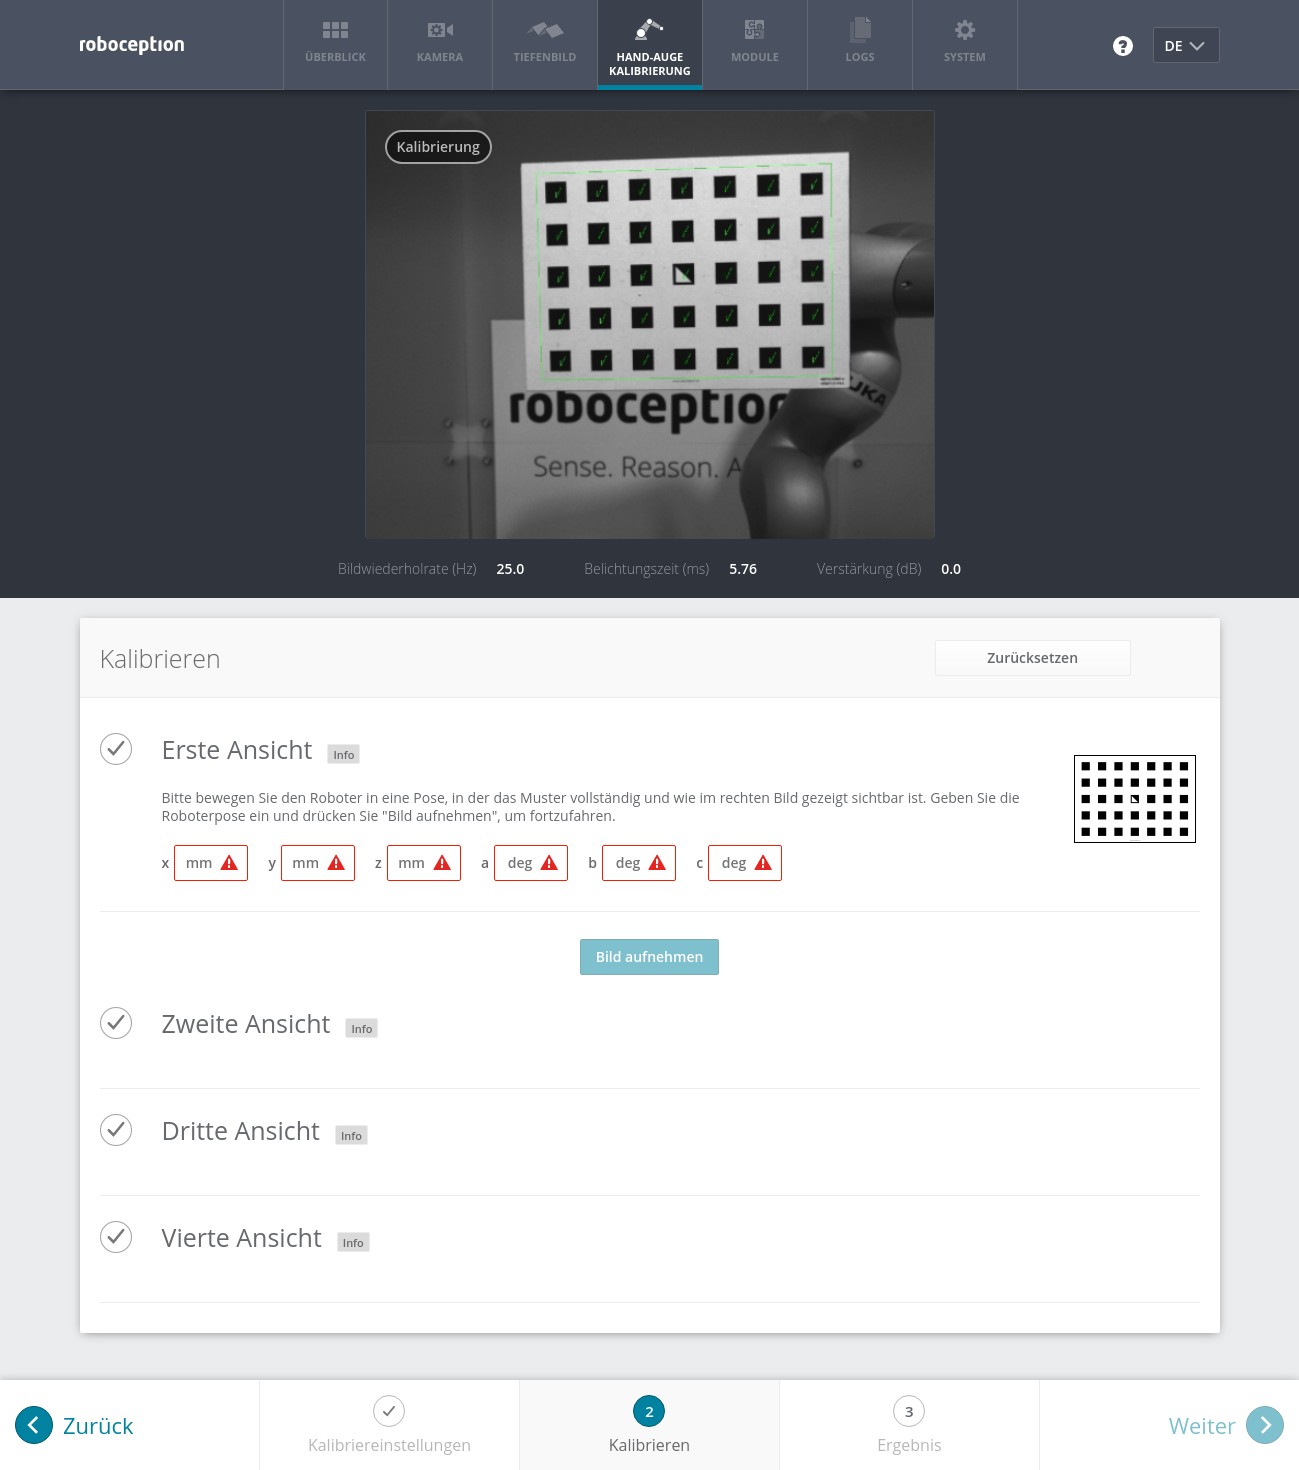 roboception
ÜBERBLICK
KAMERA
TIEFENBILD
HAND-AUGE
KALIBRIERUNG
MODULE
LOGS
SYSTEM
?
DE
Kalibrierung
roboception
Sense. Reason. A
KUKA
Bildwiederholrate (Hz) 25.0 Belichtungszeit (ms) 5.76 Verstärkung (dB) 0.0
Kalibrieren
Zurücksetzen
Erste Ansicht Info
Bitte bewegen Sie den Roboter in eine Pose, in der das Muster vollständig und wie im rechten Bild gezeigt sichtbar ist. Geben Sie die
Roboterpose ein und drücken Sie "Bild aufnehmen", um fortzufahren.
x mm y mm z mm a deg b deg c deg
Bild aufnehmen
Zweite Ansicht Info
Dritte Ansicht Info
Vierte Ansicht Info
Zurück
Kalibriereinstellungen
2
Kalibrieren
3
Ergebnis
Weiter